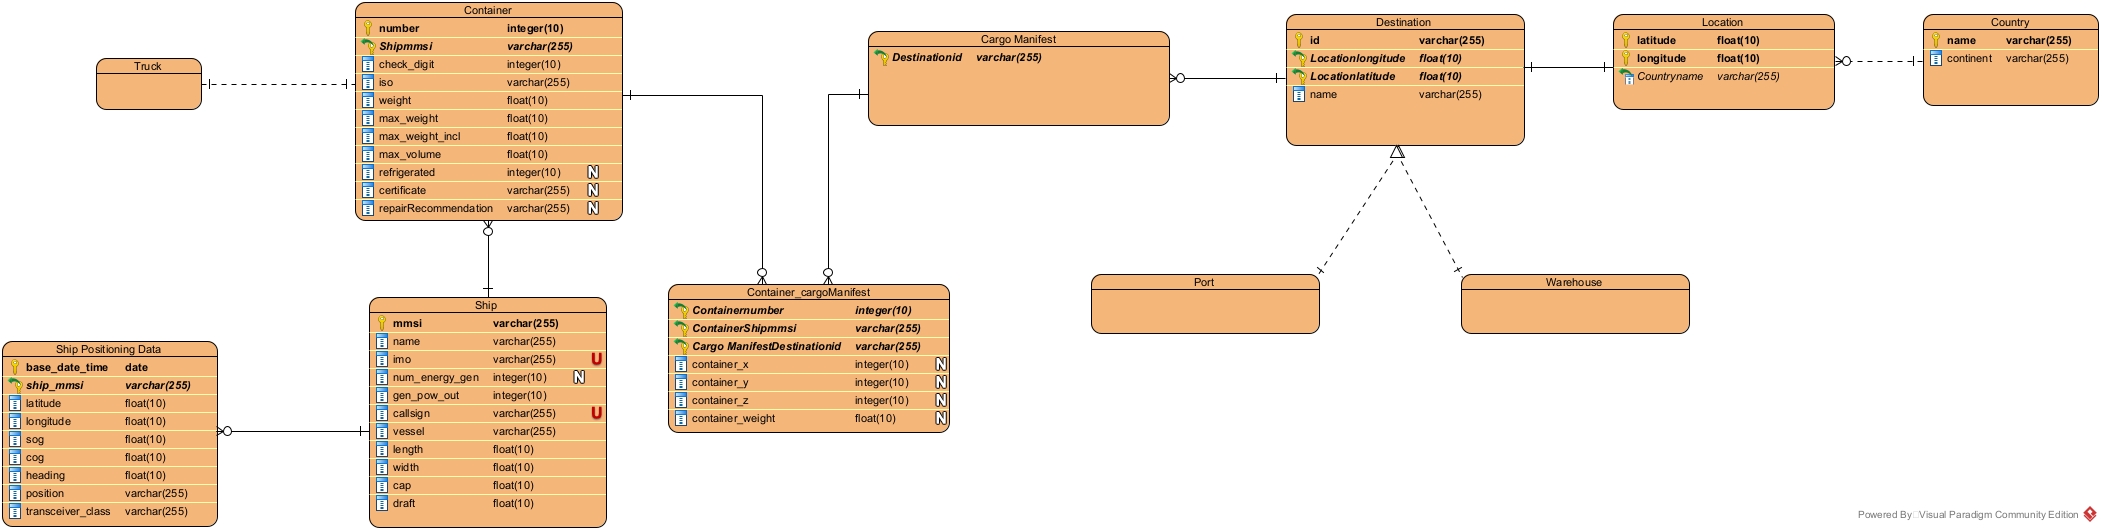 Truck
Container
number integer(10)
Shipmmsi varchar(255)
check_digit integer(10)
iso varchar(255)
weight float(10)
max_weight float(10)
max_weight_incl float(10)
max_volume float(10)
refrigerated integer(10) N
certificate varchar(255) N
repairRecommendation varchar(255) N
Cargo Manifest
Destinationid varchar(255)
Destination
id varchar(255)
Locationlongitude float(10)
Locationlatitude float(10)
name varchar(255)
Location
latitude float(10)
longitude float(10)
Countryname varchar(255)
Country
name varchar(255)
continent varchar(255)
Ship Positioning Data
base_date_time date
ship_mmsi varchar(255)
latitude float(10)
longitude float(10)
sog float(10)
cog float(10)
heading float(10)
position varchar(255)
transceiver_class varchar(255)
Ship
mmsi varchar(255)
name varchar(255)
imo varchar(255) U
num_energy_gen integer(10) N
gen_pow_out integer(10)
callsign varchar(255) U
vessel varchar(255)
length float(10)
width float(10)
cap float(10)
draft float(10)
Container_cargoManifest
Containernumber integer(10)
ContainerShipmmsi varchar(255)
Cargo ManifestDestinationid varchar(255)
container_x integer(10) N
container_y integer(10) N
container_z integer(10) N
container_weight float(10) N
Port
Warehouse
Powered By Visual Paradigm Community Edition